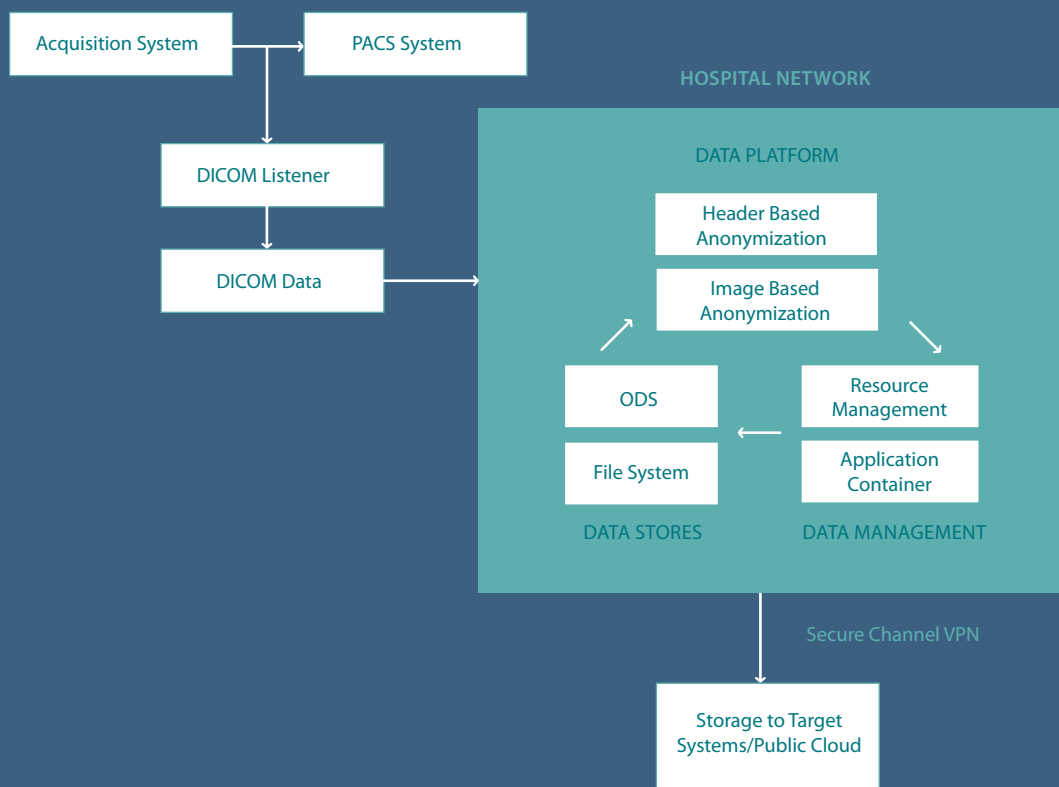 Acquisition System
PACS System
HOSPITAL NETWORK
DICOM Listener
DICOM Data
DATA PLATFORM
Header Based
Anonymization
Image Based
Anonymization
ODS
File System
DATA STORES
Resource
Management
Application
Container
DATA MANAGEMENT
Secure Channel VPN
Storage to Target
Systems/Public Cloud